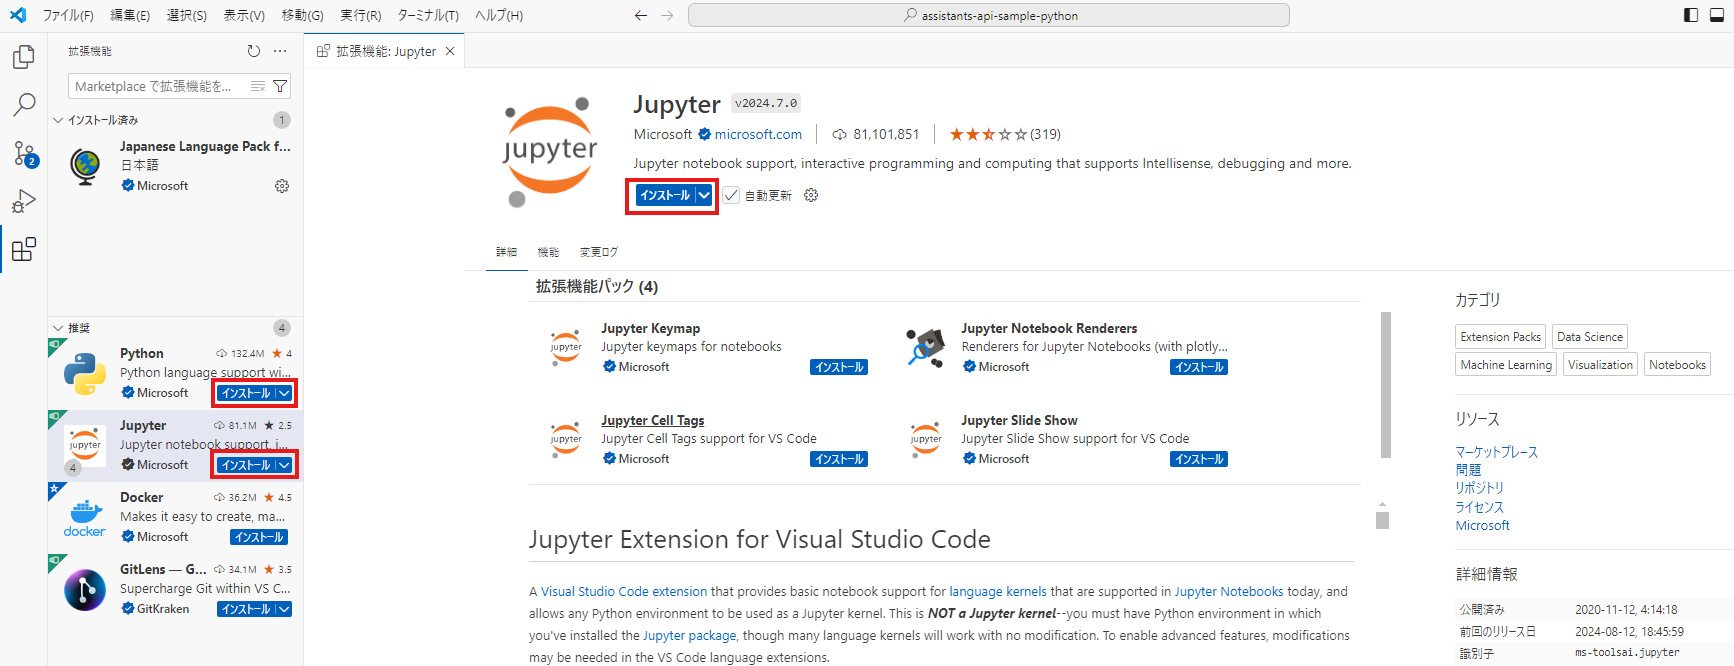 ファイル(F) 編集(E) 選択(S) 表示(V) 移動(G) 実行(R) ターミナル(T) ヘルプ(H)
assistants-api-sample-python
拡張機能
Marketplace で拡張機能を...
インストール済み 1
Japanese Language Pack f...
日本語
Microsoft
2
推奨 4
Python 132.4M 4
Python language support wi...
Microsoft インストール
Jupyter 81.1M 2.5
Jupyter notebook support, i...
Microsoft インストール
4
Docker 36.2M 4.5
Makes it easy to create, ma...
Microsoft インストール
docker
GitLens — G... 34.1M 3.5
Supercharge Git within VS C...
GitKraken インストール
拡張機能: Jupyter
jupyter
Jupyter v2024.7.0
Microsoft microsoft.com 81,101,851 (319)
Jupyter notebook support, interactive programming and computing that supports Intellisense, debugging and more.
インストール 自動更新
詳細 機能 変更ログ
拡張機能パック (4)
Jupyter Keymap
Jupyter keymaps for notebooks
Microsoft インストール
Jupyter Notebook Renderers
Renderers for Jupyter Notebooks (with plotly...
Microsoft インストール
Jupyter Cell Tags
Jupyter Cell Tags support for VS Code
Microsoft インストール
Jupyter Slide Show
Jupyter Slide Show support for VS Code
Microsoft インストール
Jupyter Extension for Visual Studio Code
A Visual Studio Code extension that provides basic notebook support for language kernels that are supported in Jupyter Notebooks today, and
allows any Python environment to be used as a Jupyter kernel. This is NOT a Jupyter kernel--you must have Python environment in which
you've installed the Jupyter package, though many language kernels will work with no modification. To enable advanced features, modifications
may be needed in the VS Code language extensions.
カテゴリ
Extension Packs Data Science
Machine Learning Visualization Notebooks
リソース
マーケットプレース
問題
リポジトリ
ライセンス
Microsoft
詳細情報
公開済み 2020-11-12, 4:14:18
前回のリリース日 2024-08-12, 18:45:59
識別子 ms-toolsai.jupyter